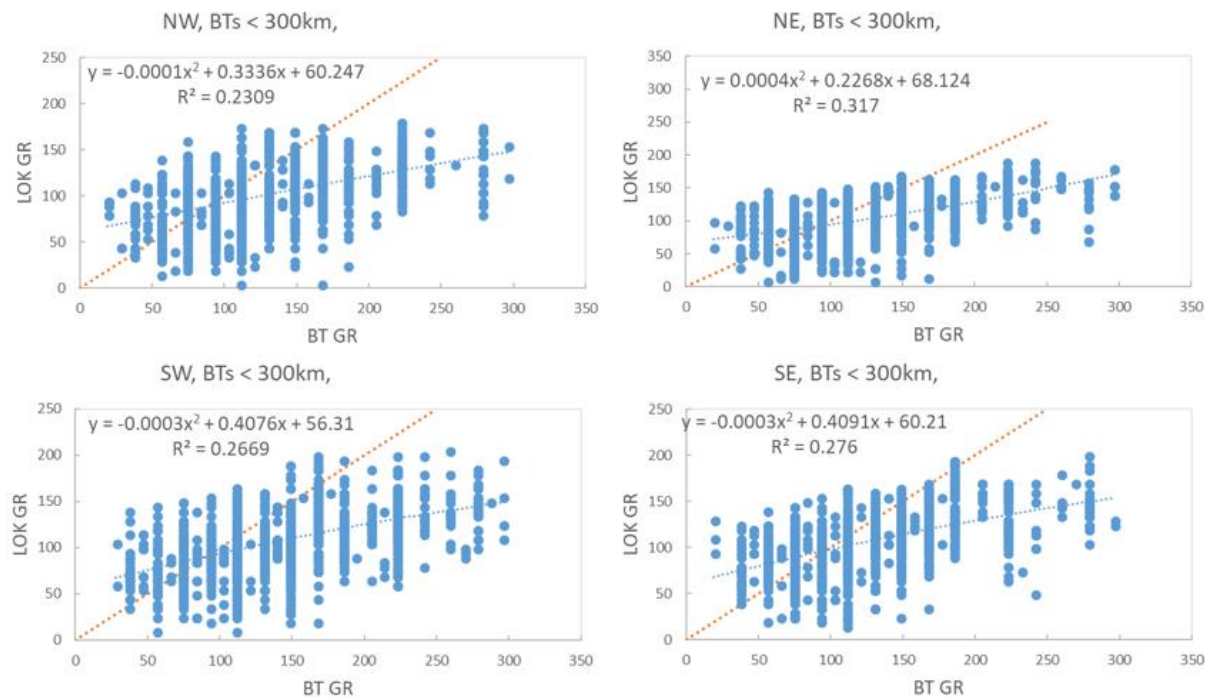 NW, BTs < 300km,
250
200
150
100
50
0
LOK GR
y = -0.0001x² + 0.3336x + 60.247
R² = 0.2309
0 50 100 150 200 250 300 350
BT GR
NE, BTs < 300km,
350
300
250
200
150
100
50
0
LOK GR
y = 0.0004x² + 0.2268x + 68.124
R² = 0.317
0 50 100 150 200 250 300 350
BT GR
SW, BTs < 300km,
250
200
150
100
50
0
LOK GR
y = -0.0003x² + 0.4076x + 56.31
R² = 0.2669
0 50 100 150 200 250 300 350
BT GR
SE, BTs < 300km,
250
200
150
100
50
0
LOK GR
y = -0.0003x² + 0.4091x + 60.21
R² = 0.276
0 50 100 150 200 250 300 350
BT GR